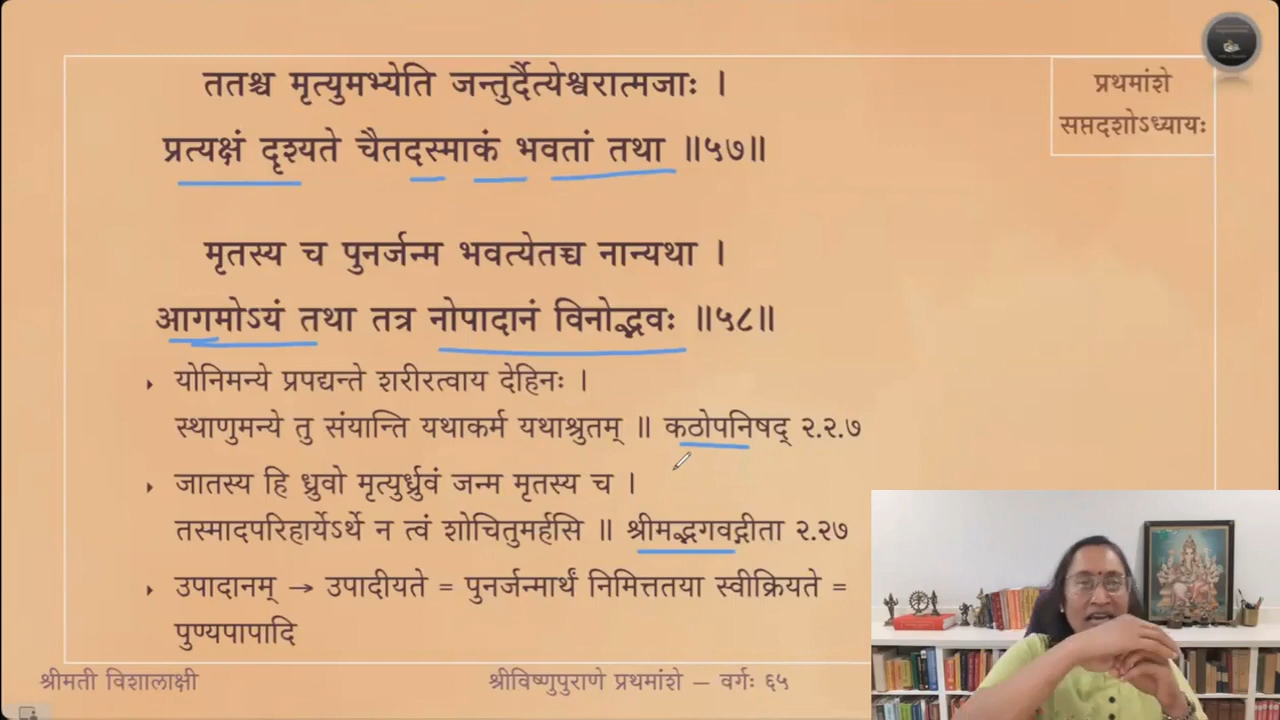 ततश्च मृत्युमभ्येति जन्तुर्दैत्येश्वरात्मजाः ।
प्रत्यक्षं दृश्यते चैतदस्माकं भवतां तथा ॥५७॥
प्रथमांशे
सप्तदशोऽध्यायः
मृतस्य च पुनर्जन्म भवत्येतच्च नान्यथा ।
आगमोऽयं तथा तत्र नोपादानं विनोद्भवः ॥५८॥
योनिमन्ये प्रपद्यन्ते शरीरत्वाय देहिनः ।
स्थाणुमन्ये तु संयान्ति यथाकर्म यथाश्रुतम् ॥ कठोपनिषद् २.२.७
जातस्य हि ध्रुवो मृत्युर्ध्रुवं जन्म मृतस्य च ।
तस्मादपरिहार्येऽर्थे न त्वं शोचितुमर्हसि ॥ श्रीमद्भगवद्गीता २.२७
उपादानम् → उपादीयते = पुनर्जन्मार्थं निमित्ततया स्वीक्रियते =
पुण्यपापादि
श्रीमती विशालाक्षी
श्रीविष्णुपुराणे प्रथमांशे – वर्गः ६५